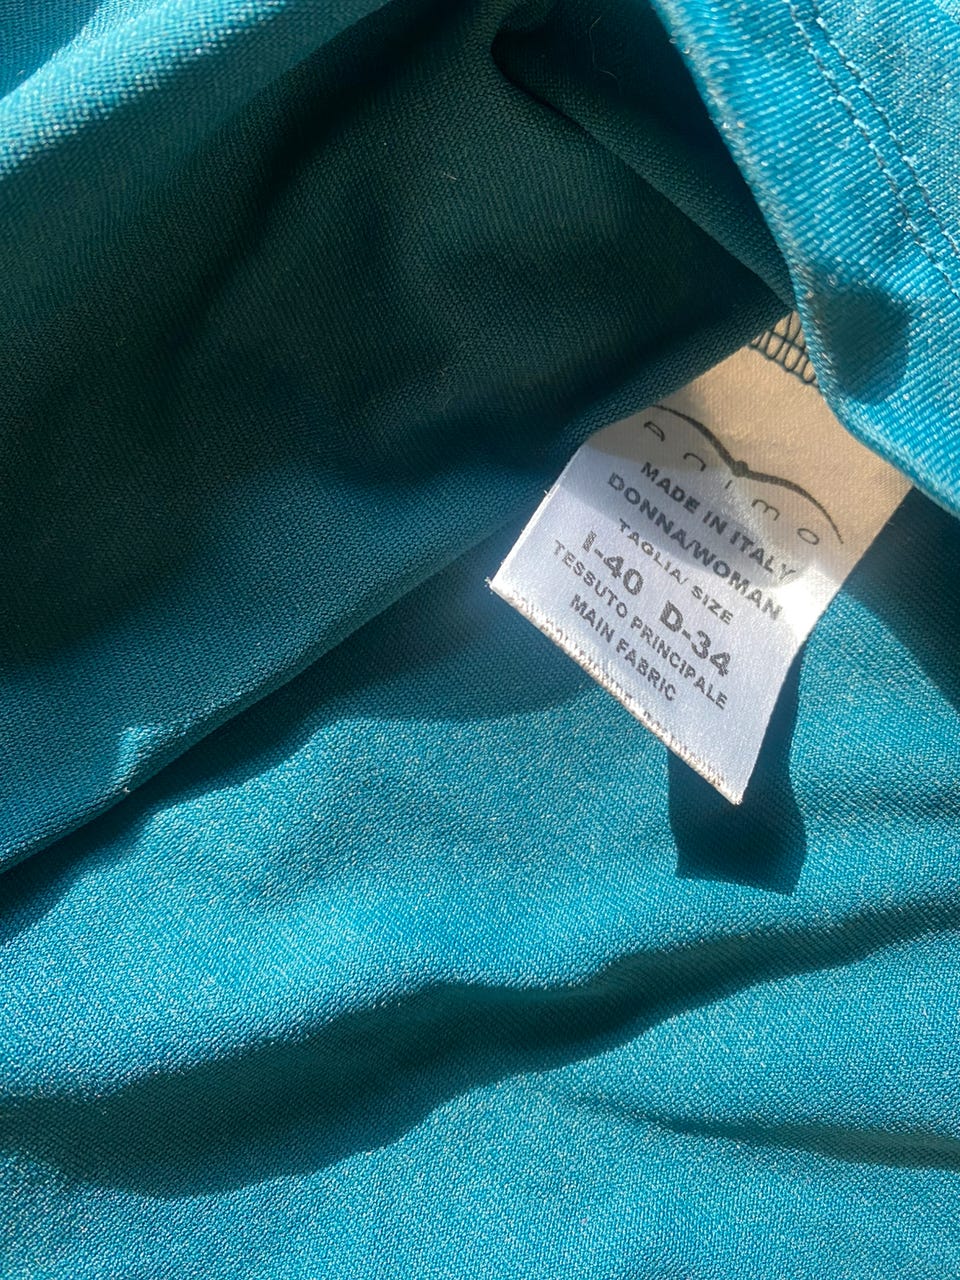 Animo
MADE IN ITALY
DONNA/WOMAN
TAGLIA/ SIZE
I-40 D-34
TESSUTO PRINCIPALE
MAIN FABRIC